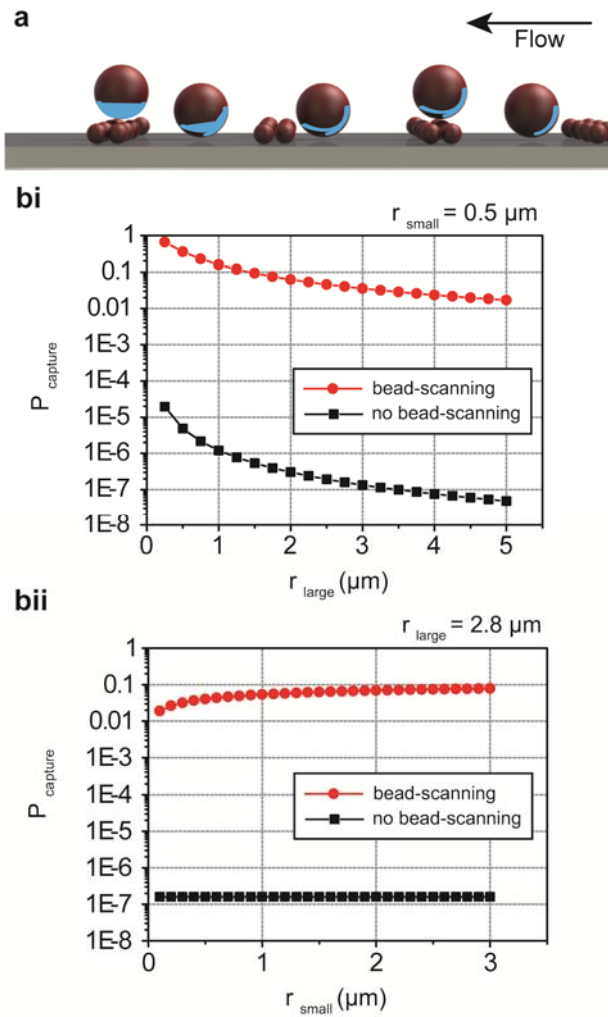 a
Flow
bi
r small = 0.5 µm
1
0.1
0.01
1E-3
1E-4
1E-5
1E-6
1E-7
1E-8
P capture
bead-scanning
no bead-scanning
0 1 2 3 4 5
r large (µm)
bii
r large = 2.8 µm
1
0.1
0.01
1E-3
1E-4
1E-5
1E-6
1E-7
1E-8
P capture
bead-scanning
no bead-scanning
0 1 2 3
r small (µm)